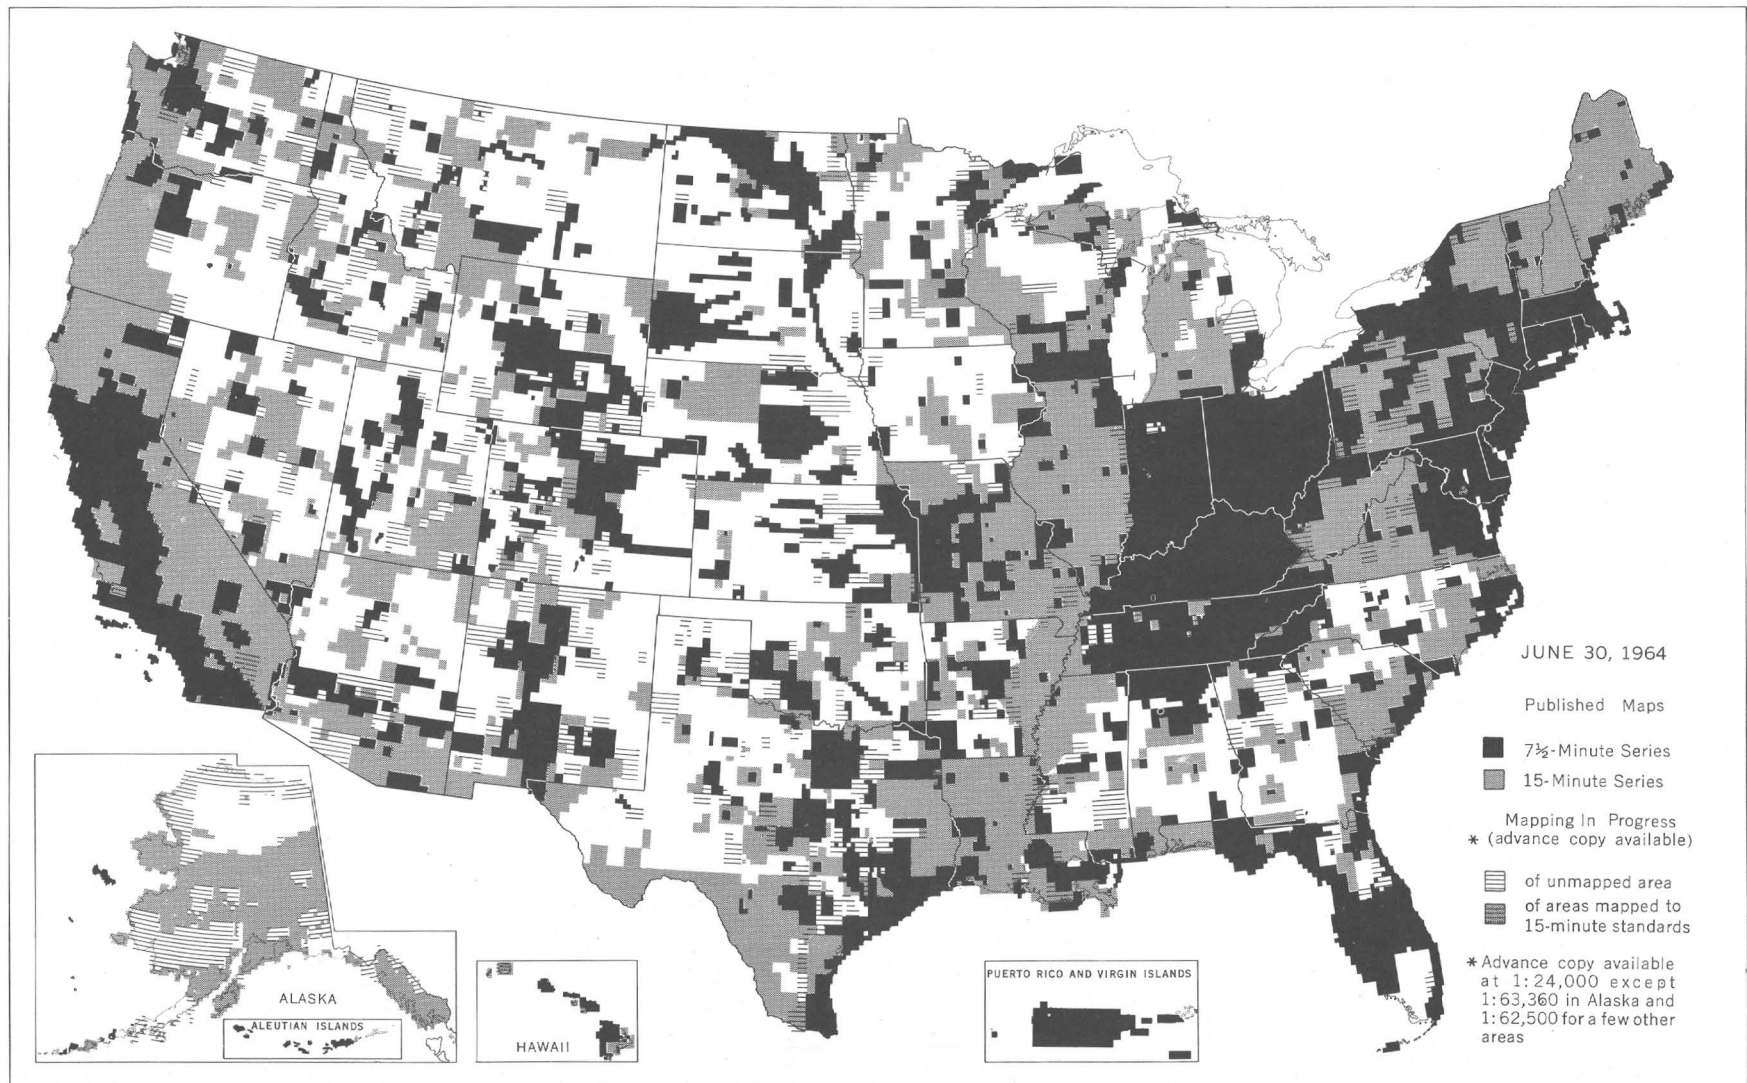 JUNE 30, 1964
Published Maps
7½-Minute Series
15-Minute Series
Mapping In Progress
* (advance copy available)
of unmapped area
of areas mapped to
15-minute standards
* Advance copy available
at 1:24,000 except
1:63,360 in Alaska and
1:62,500 for a few other
areas
ALASKA
ALEUTIAN ISLANDS
HAWAII
PUERTO RICO AND VIRGIN ISLANDS